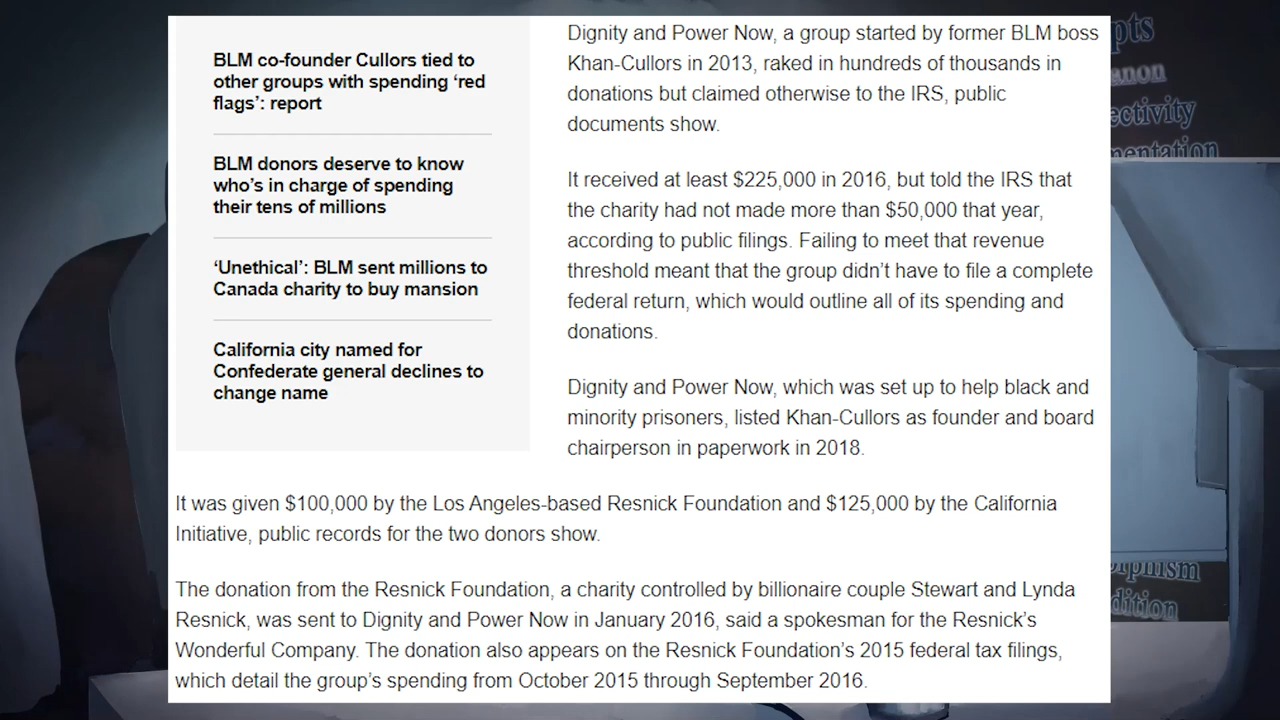 BLM co-founder Cullors tied to
other groups with spending ‘red
flags’: report
BLM donors deserve to know
who’s in charge of spending
their tens of millions
‘Unethical’: BLM sent millions to
Canada charity to buy mansion
California city named for
Confederate general declines to
change name
Dignity and Power Now, a group started by former BLM boss
Khan-Cullors in 2013, raked in hundreds of thousands in
donations but claimed otherwise to the IRS, public
documents show.
It received at least $225,000 in 2016, but told the IRS that
the charity had not made more than $50,000 that year,
according to public filings. Failing to meet that revenue
threshold meant that the group didn’t have to file a complete
federal return, which would outline all of its spending and
donations.
Dignity and Power Now, which was set up to help black and
minority prisoners, listed Khan-Cullors as founder and board
chairperson in paperwork in 2018.
It was given $100,000 by the Los Angeles-based Resnick Foundation and $125,000 by the California
Initiative, public records for the two donors show.
The donation from the Resnick Foundation, a charity controlled by billionaire couple Stewart and Lynda
Resnick, was sent to Dignity and Power Now in January 2016, said a spokesman for the Resnick’s
Wonderful Company. The donation also appears on the Resnick Foundation’s 2015 federal tax filings,
which detail the group’s spending from October 2015 through September 2016.